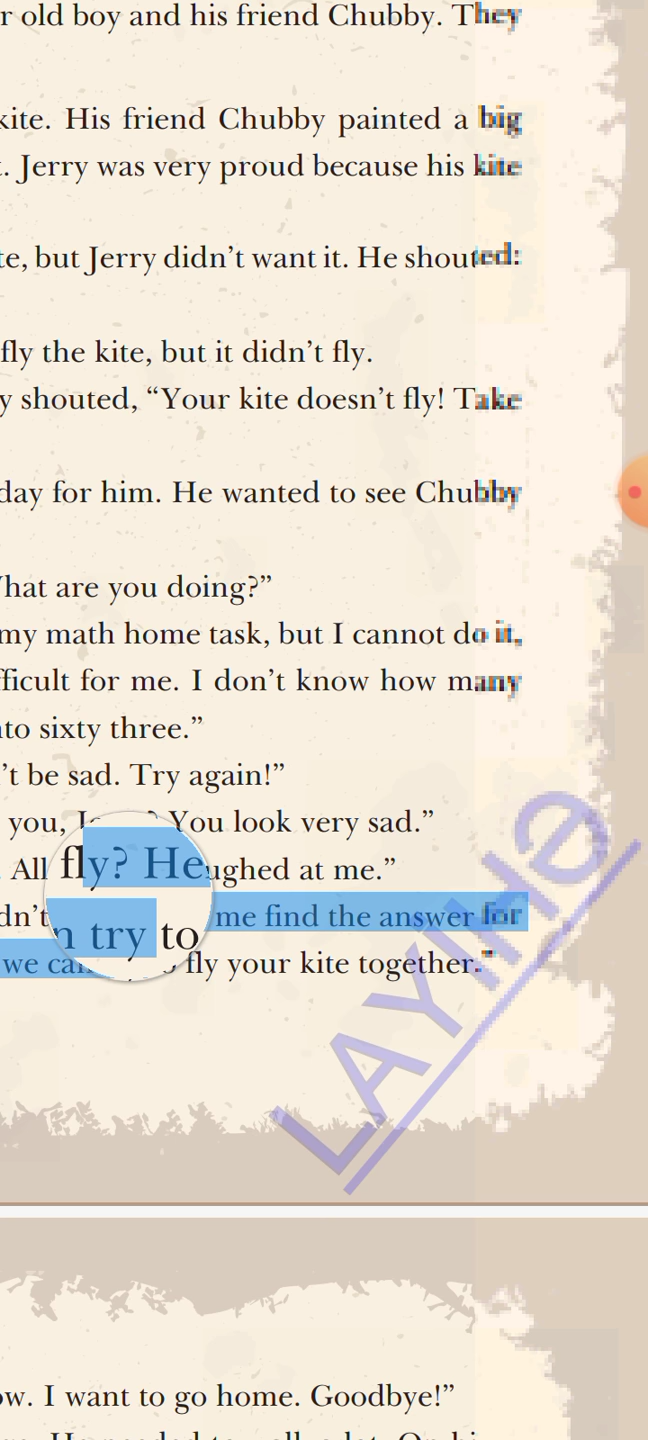 r old boy and his friend Chubby. They
kite. His friend Chubby painted a big
t. Jerry was very proud because his kite
te, but Jerry didn’t want it. He shouted:
fly the kite, but it didn’t fly.
y shouted, “Your kite doesn’t fly! Take
day for him. He wanted to see Chubby
What are you doing?”
my math home task, but I cannot do it,
fficult for me. I don’t know how many
nto sixty three.”
’t be sad. Try again!”
you, You look very sad.”
All fly? He ughed at me.”
dn’t me find the answer for
n try to
we can fly your kite together.”
LAYIHE
ow. I want to go home. Goodbye!”